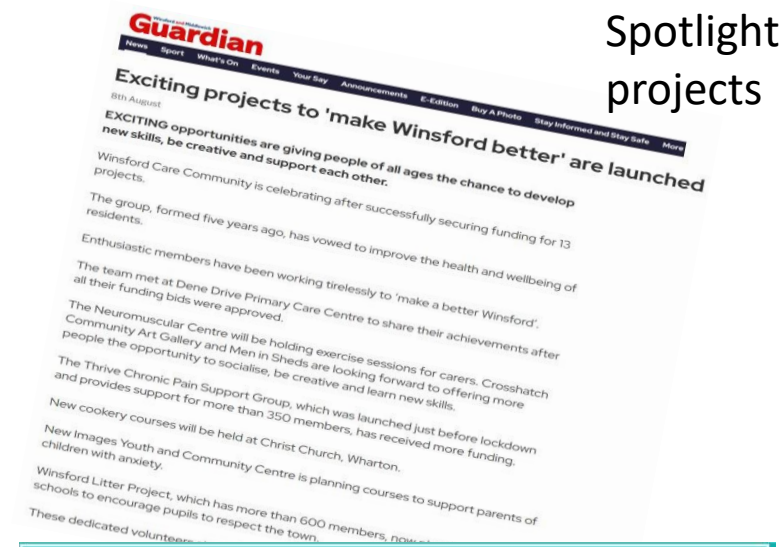 Spotlight
projects
Winsford and Middlewich
Guardian
News Sport What's On Events Your Say Announcements E-Edition Buy A Photo Stay Informed and Stay Safe More
Exciting projects to 'make Winsford better' are launched
8th August
EXCITING opportunities are giving people of all ages the chance to develop
new skills, be creative and support each other.
Winsford Care Community is celebrating after successfully securing funding for 13
projects.
The group, formed five years ago, has vowed to improve the health and wellbeing of
residents.
Enthusiastic members have been working tirelessly to 'make a better Winsford'.
The team met at Dene Drive Primary Care Centre to share their achievements after
all their funding bids were approved.
The Neuromuscular Centre will be holding exercise sessions for carers. Crosshatch
Community Art Gallery and Men in Sheds are looking forward to offering more
people the opportunity to socialise, be creative and learn new skills.
The Thrive Chronic Pain Support Group, which was launched just before lockdown
and provides support for more than 350 members, has received more funding.
New cookery courses will be held at Christ Church, Wharton.
New Images Youth and Community Centre is planning courses to support parents of
children with anxiety.
Winsford Litter Project, which has more than 600 members, now
schools to encourage pupils to respect the town.
These dedicated volunteers